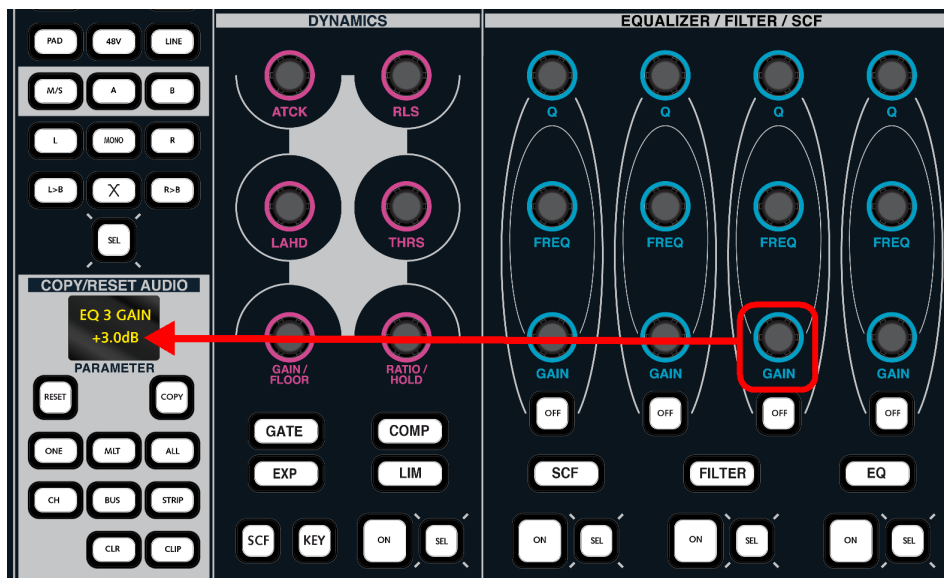 PAD 48V LINE
M/S A B
L MONO R
L>B X R>B
SEL
COPY/RESET AUDIO
EQ 3 GAIN
+3.0dB
PARAMETER
RESET COPY
ONE MLT ALL
CH BUS STRIP
CLR CLIP
DYNAMICS
ATCK RLS
LAHD THRS
GAIN / RATIO /
FLOOR HOLD
GATE COMP
EXP LIM
SCF KEY ON SEL
EQUALIZER / FILTER / SCF
Q Q Q Q
FREQ FREQ FREQ FREQ
GAIN GAIN GAIN GAIN
OFF OFF OFF OFF
SCF FILTER EQ
ON SEL ON SEL ON SEL